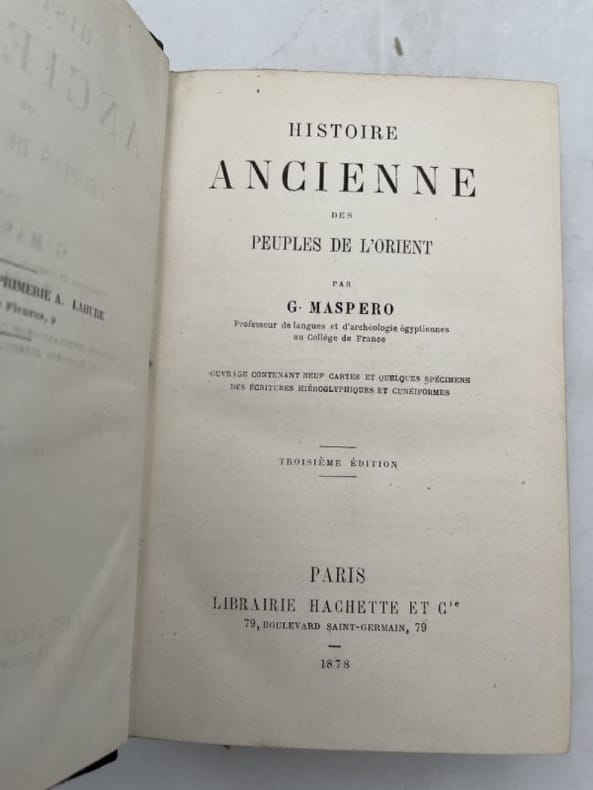 PRIMERIE A. LAHURE
Fleurus, 9
HISTOIRE
ANCIENNE
DES
PEUPLES DE L'ORIENT
PAR
G. MASPERO
Professeur de langues et d'archéologie égyptiennes
au Collège de France
OUVRAGE CONTENANT NEUF CARTES ET QUELQUES SPÉCIMENS
DES ÉCRITURES HIÉROGLYPHIQUES ET CUNÉIFORMES
TROISIÈME ÉDITION
PARIS
LIBRAIRIE HACHETTE ET Cie
79, BOULEVARD SAINT-GERMAIN, 79
1878